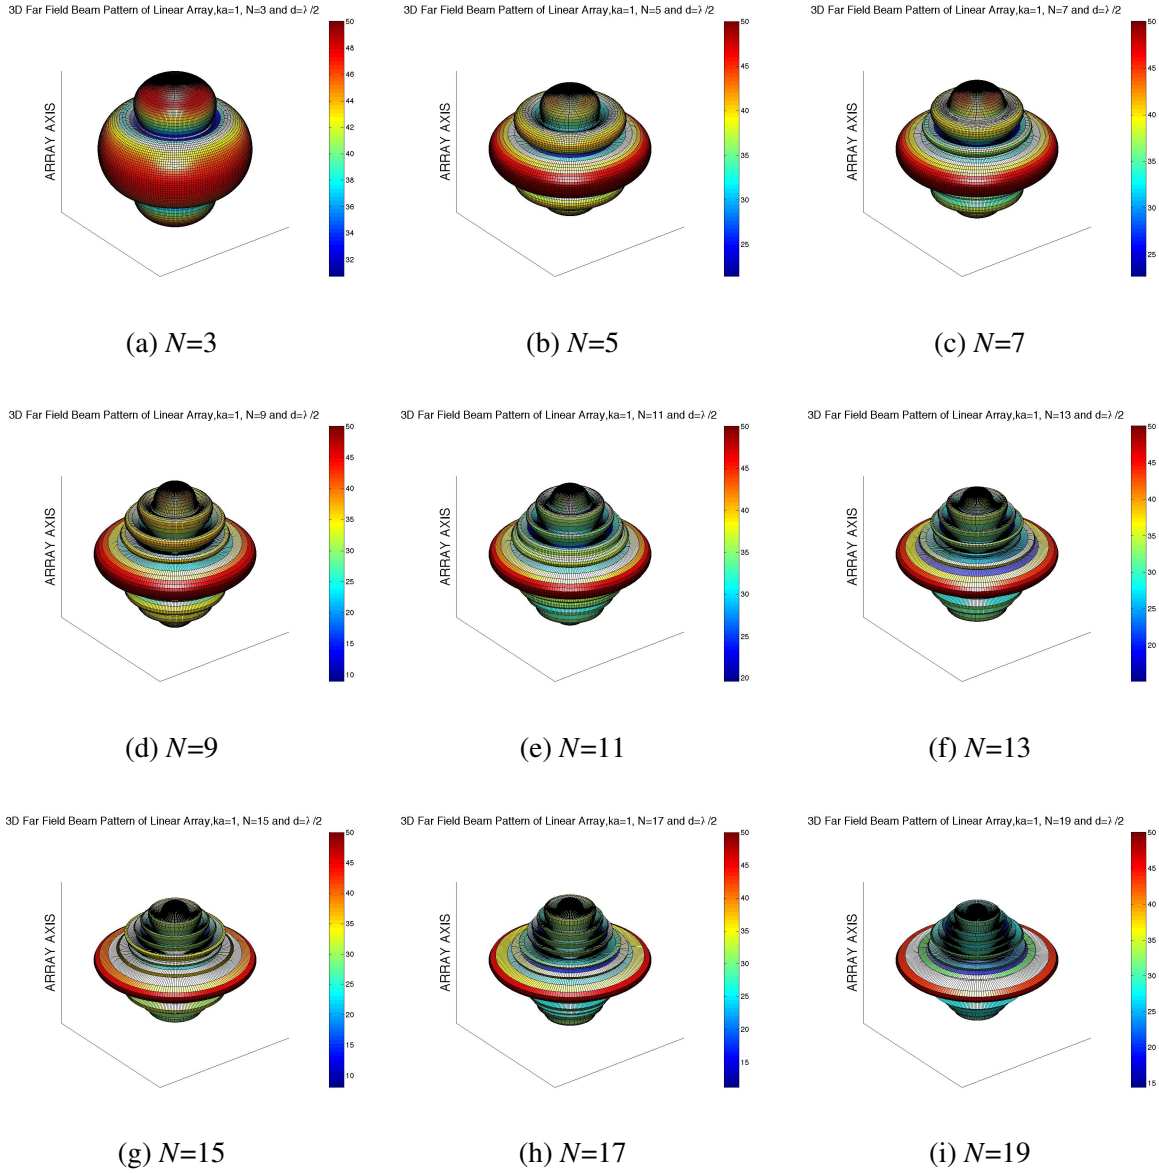 3D Far Field Beam Pattern of Linear Array,ka=1, N=3 and d=λ /2
50
48
46
44
42
40
38
36
34
32
ARRAY AXIS
(a) N=3
3D Far Field Beam Pattern of Linear Array,ka=1, N=5 and d=λ /2
50
45
40
35
30
25
ARRAY AXIS
(b) N=5
3D Far Field Beam Pattern of Linear Array,ka=1, N=7 and d=λ /2
50
45
40
35
30
25
ARRAY AXIS
(c) N=7
3D Far Field Beam Pattern of Linear Array,ka=1, N=9 and d=λ /2
50
45
40
35
30
25
20
15
10
ARRAY AXIS
(d) N=9
3D Far Field Beam Pattern of Linear Array,ka=1, N=11 and d=λ /2
50
45
40
35
30
25
20
ARRAY AXIS
(e) N=11
3D Far Field Beam Pattern of Linear Array,ka=1, N=13 and d=λ /2
50
45
40
35
30
25
20
ARRAY AXIS
(f) N=13
3D Far Field Beam Pattern of Linear Array,ka=1, N=15 and d=λ /2
50
45
40
35
30
25
20
15
10
ARRAY AXIS
(g) N=15
3D Far Field Beam Pattern of Linear Array,ka=1, N=17 and d=λ /2
50
45
40
35
30
25
20
15
ARRAY AXIS
(h) N=17
3D Far Field Beam Pattern of Linear Array,ka=1, N=19 and d=λ /2
50
45
40
35
30
25
20
15
ARRAY AXIS
(i) N=19